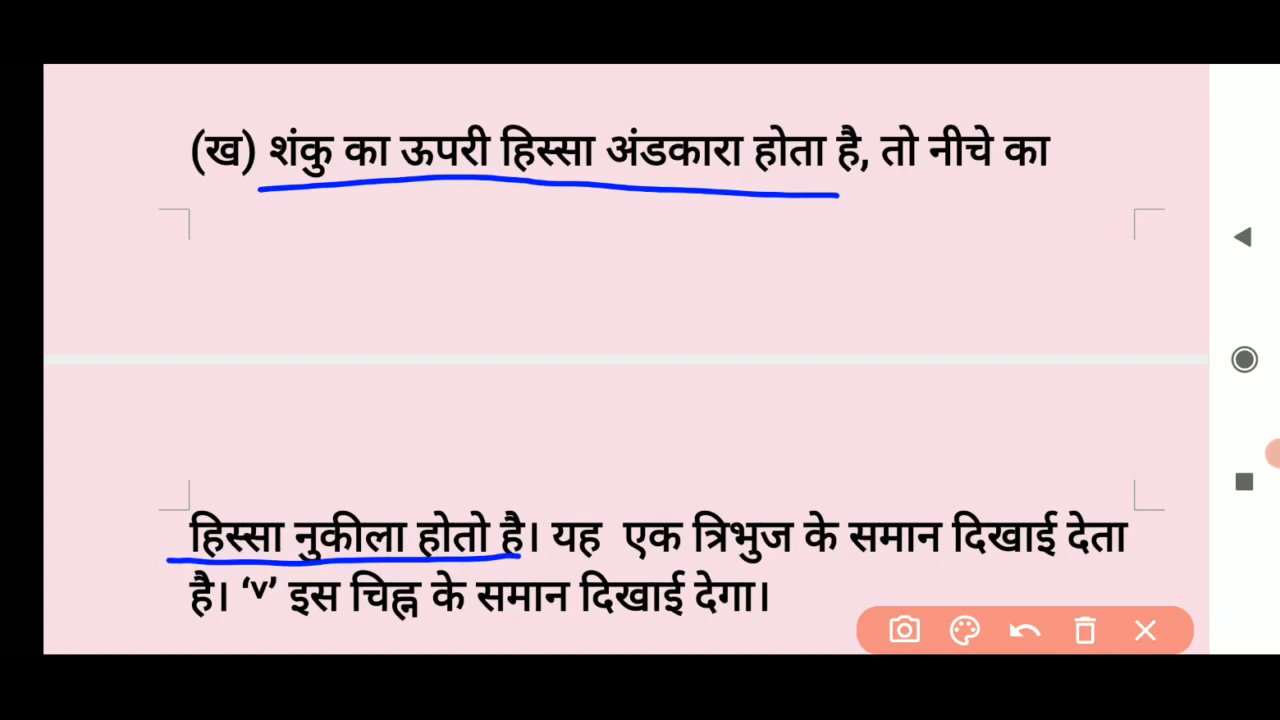 (ख) शंकु का ऊपरी हिस्सा अंडकारा होता है, तो नीचे का
हिस्सा नुकीला होतो है। यह एक त्रिभुज के समान दिखाई देता
है। ‘v’ इस चिह्न के समान दिखाई देगा।